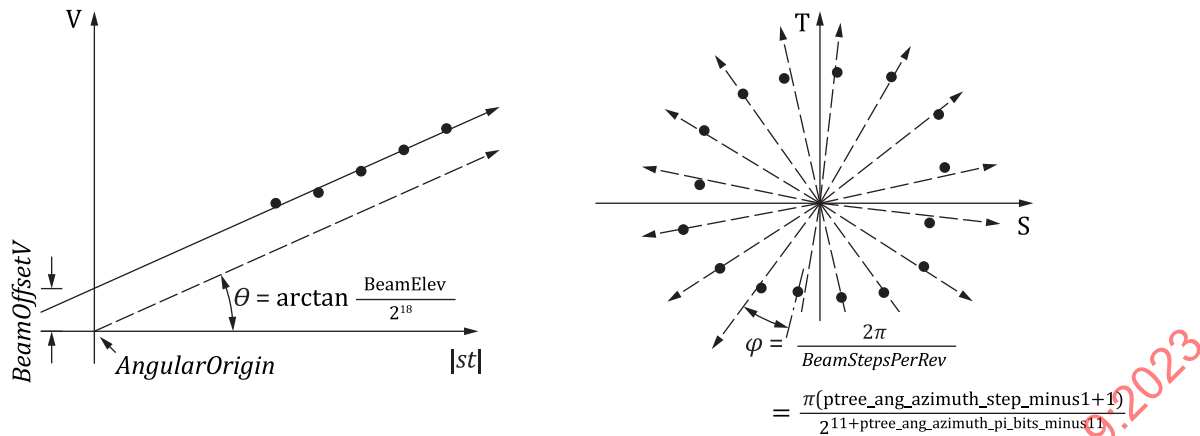 V
BeamOffsetV
θ = arctan BeamElev / 2^18
AngularOrigin
|st|
T
S
φ = 2π / BeamStepsPerRev
= π(ptree_ang_azimuth_step_minus1+1) / 2^11+ptree_ang_azimuth_pi_bits_minus11
9:2023